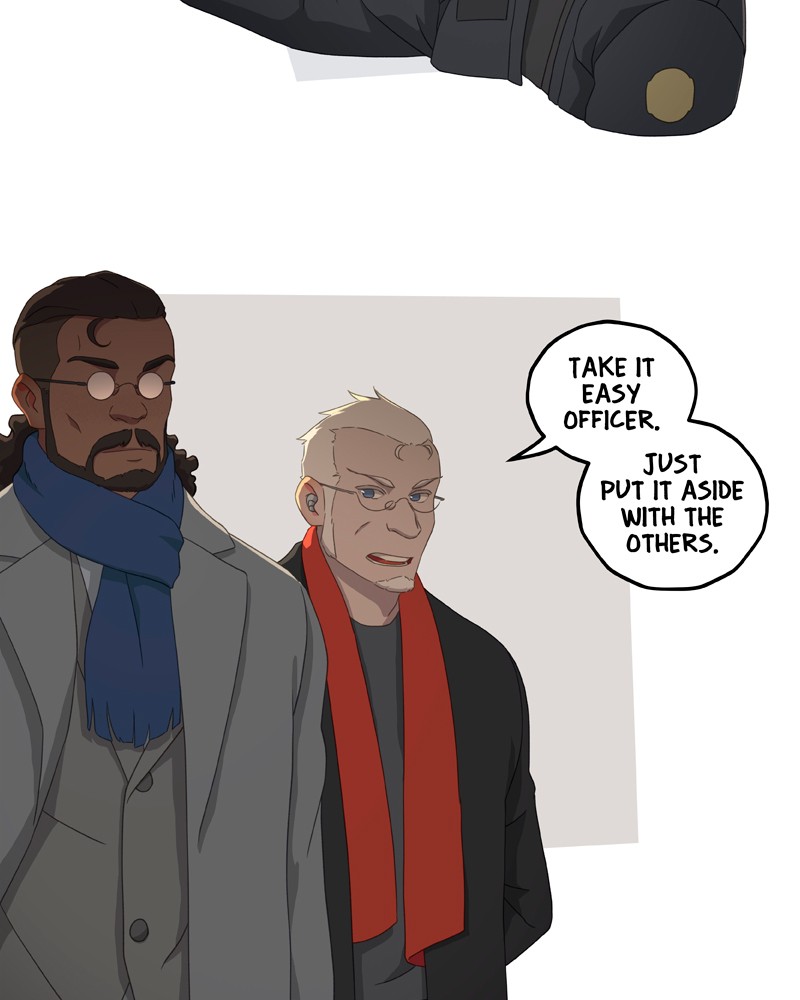 TAKE IT
EASY
OFFICER.
JUST
PUT IT ASIDE
WITH THE
OTHERS.